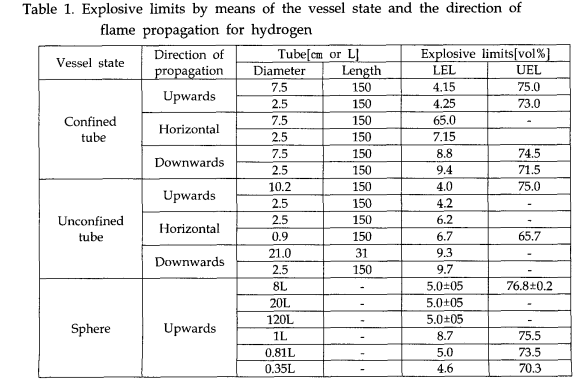 Table 1. Explosive limits by means of the vessel state and the direction of
flame propagation for hydrogen
Vessel state Direction of propagation Tube[cm or L] Explosive limits[vol%]
Diameter Length LEL UEL
Confined tube Upwards 7.5 150 4.15 75.0
2.5 150 4.25 73.0
Horizontal 7.5 150 65.0 -
2.5 150 7.15
Downwards 7.5 150 8.8 74.5
2.5 150 9.4 71.5
Unconfined tube Upwards 10.2 150 4.0 75.0
2.5 150 4.2 -
Horizontal 2.5 150 6.2 -
0.9 150 6.7 65.7
Downwards 21.0 31 9.3 -
2.5 150 9.7 -
Sphere Upwards 8L - 5.0±05 76.8±0.2
20L - 5.0±05 -
120L - 5.0±05 -
1L - 8.7 75.5
0.81L - 5.0 73.5
0.35L - 4.6 70.3